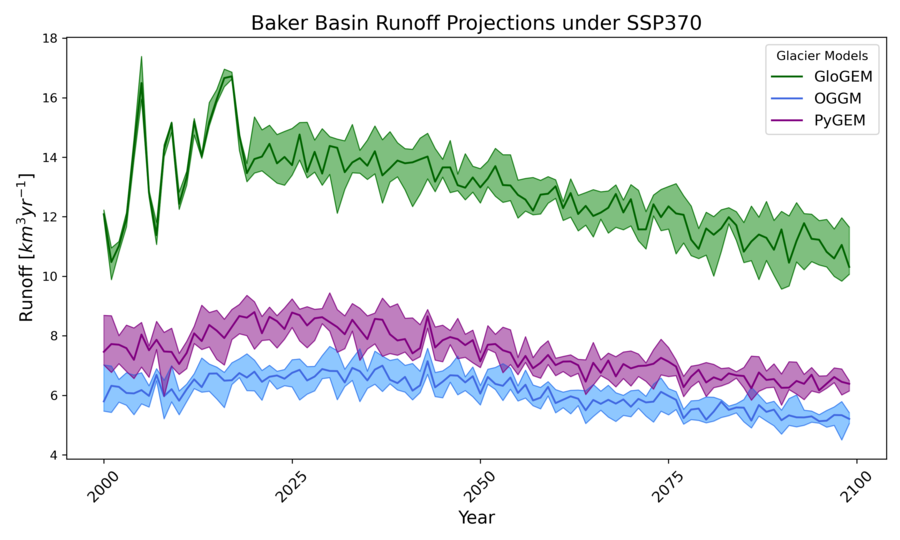 Baker Basin Runoff Projections under SSP370
Runoff [km³yr⁻¹]
18
16
14
12
10
8
6
4
Glacier Models
GloGEM
OGGM
PyGEM
2000
2025
2050
2075
2100
Year